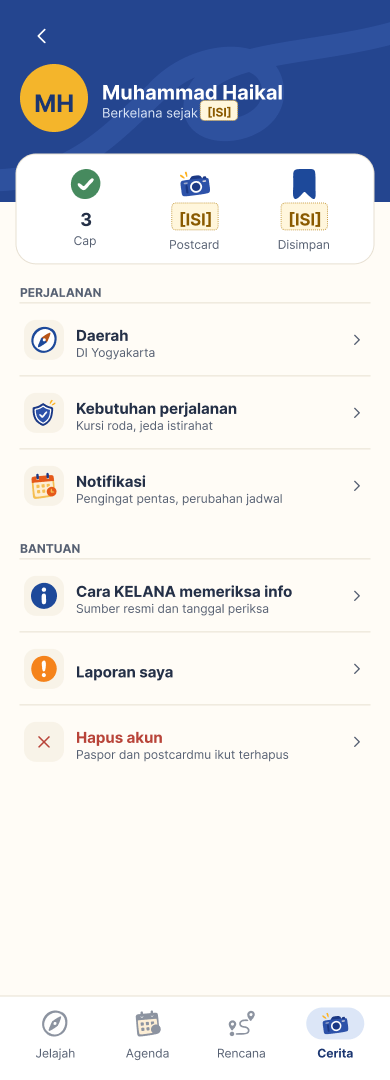 MH
Muhammad Haikal
Berkelana sejak [ISI]
3
Cap
[ISI]
Postcard
[ISI]
Disimpan
PERJALANAN
Daerah
DI Yogyakarta
Kebutuhan perjalanan
Kursi roda, jeda istirahat
Notifikasi
Pengingat pentas, perubahan jadwal
BANTUAN
Cara KELANA memeriksa info
Sumber resmi dan tanggal periksa
Laporan saya
Hapus akun
Paspor dan postcardmu ikut terhapus
Jelajah
Agenda
Rencana
Cerita